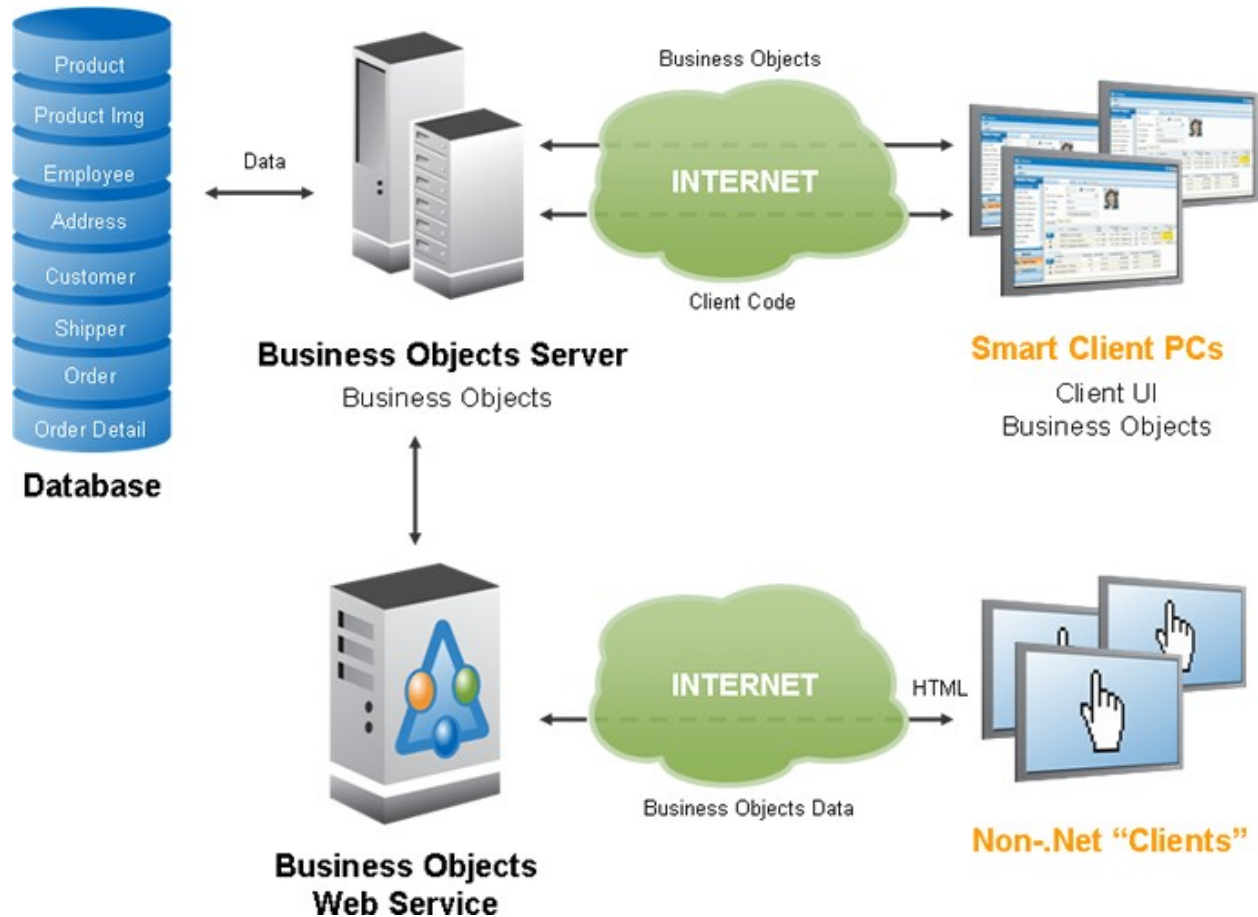 Product
Product Img
Employee
Address
Customer
Shipper
Order
Order Detail
Database
Data
Business Objects Server
Business Objects
Business Objects
INTERNET
Client Code
Smart Client PCs
Client UI
Business Objects
Business Objects
Web Service
INTERNET
HTML
Business Objects Data
Non-.Net “Clients”